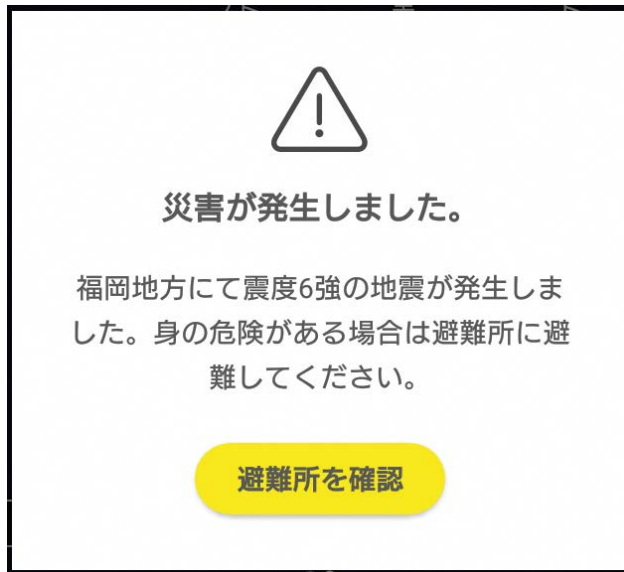 災害が発生しました。
福岡地方にて震度6強の地震が発生しま
した。身の危険がある場合は避難所に避
難してください。
避難所を確認